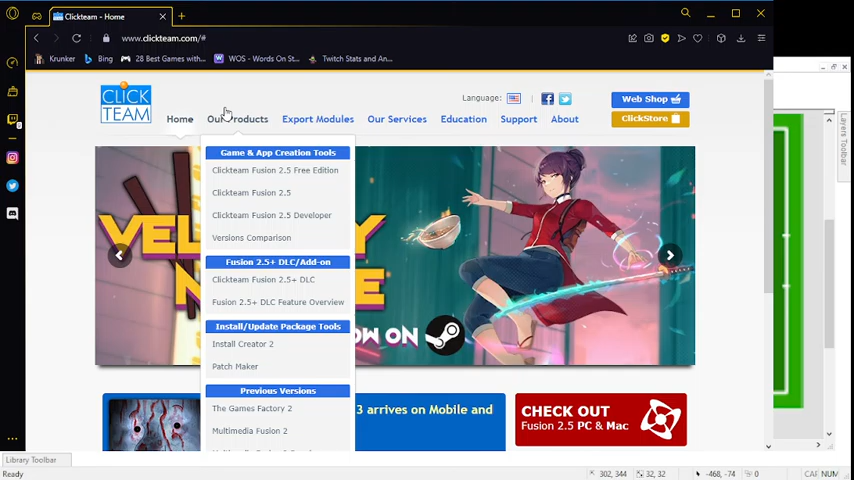 Clickteam - Home
www.clickteam.com/#
Krunker
Bing
28 Best Games with...
WOS - Words On St...
Twitch Stats and An...
CLICK
TEAM
Language:
Web Shop
ClickStore
Home
Our Products
Export Modules
Our Services
Education
Support
About
Game & App Creation Tools
Clickteam Fusion 2.5 Free Edition
Clickteam Fusion 2.5
Clickteam Fusion 2.5 Developer
Versions Comparison
Fusion 2.5+ DLC/Add-on
Clickteam Fusion 2.5+ DLC
Fusion 2.5+ DLC Feature Overview
Install/Update Package Tools
Install Creator 2
Patch Maker
Previous Versions
The Games Factory 2
Multimedia Fusion 2
OW ON
3 arrives on Mobile and
CHECK OUT
Fusion 2.5 PC & Mac
Layers Toolbar
Library Toolbar
Ready
302, 344
32, 32
-468, -74
0
CAP NUM